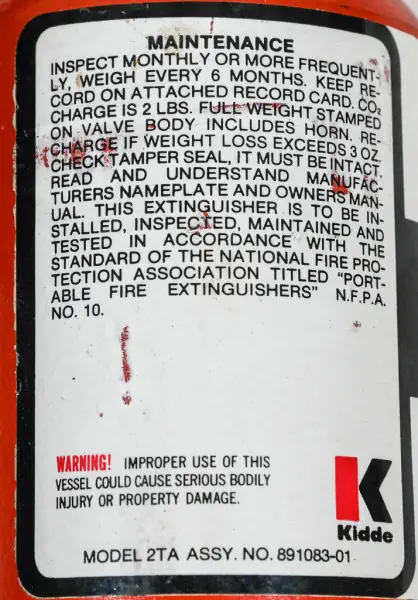 MAINTENANCE
INSPECT MONTHLY OR MORE FREQUENT-
LY, WEIGH EVERY 6 MONTHS. KEEP RE-
CORD ON ATTACHED RECORD CARD. CO₂
CHARGE IS 2 LBS. FULL WEIGHT STAMPED
ON VALVE BODY INCLUDES HORN. RE-
CHARGE IF WEIGHT LOSS EXCEEDS 3 OZ.
CHECK TAMPER SEAL, IT MUST BE INTACT.
READ AND UNDERSTAND MANUFAC-
TURERS NAMEPLATE AND OWNERS MAN-
UAL. THIS EXTINGUISHER IS TO BE IN-
STALLED, INSPECTED, MAINTAINED AND
TESTED IN ACCORDANCE WITH THE
STANDARD OF THE NATIONAL FIRE PRO-
TECTION ASSOCIATION TITLED "PORT-
ABLE FIRE EXTINGUISHERS" N.F.P.A.
NO. 10.
WARNING! IMPROPER USE OF THIS
VESSEL COULD CAUSE SERIOUS BODILY
INJURY OR PROPERTY DAMAGE.
K
Kidde
MODEL 2TA ASSY. NO. 891083-01